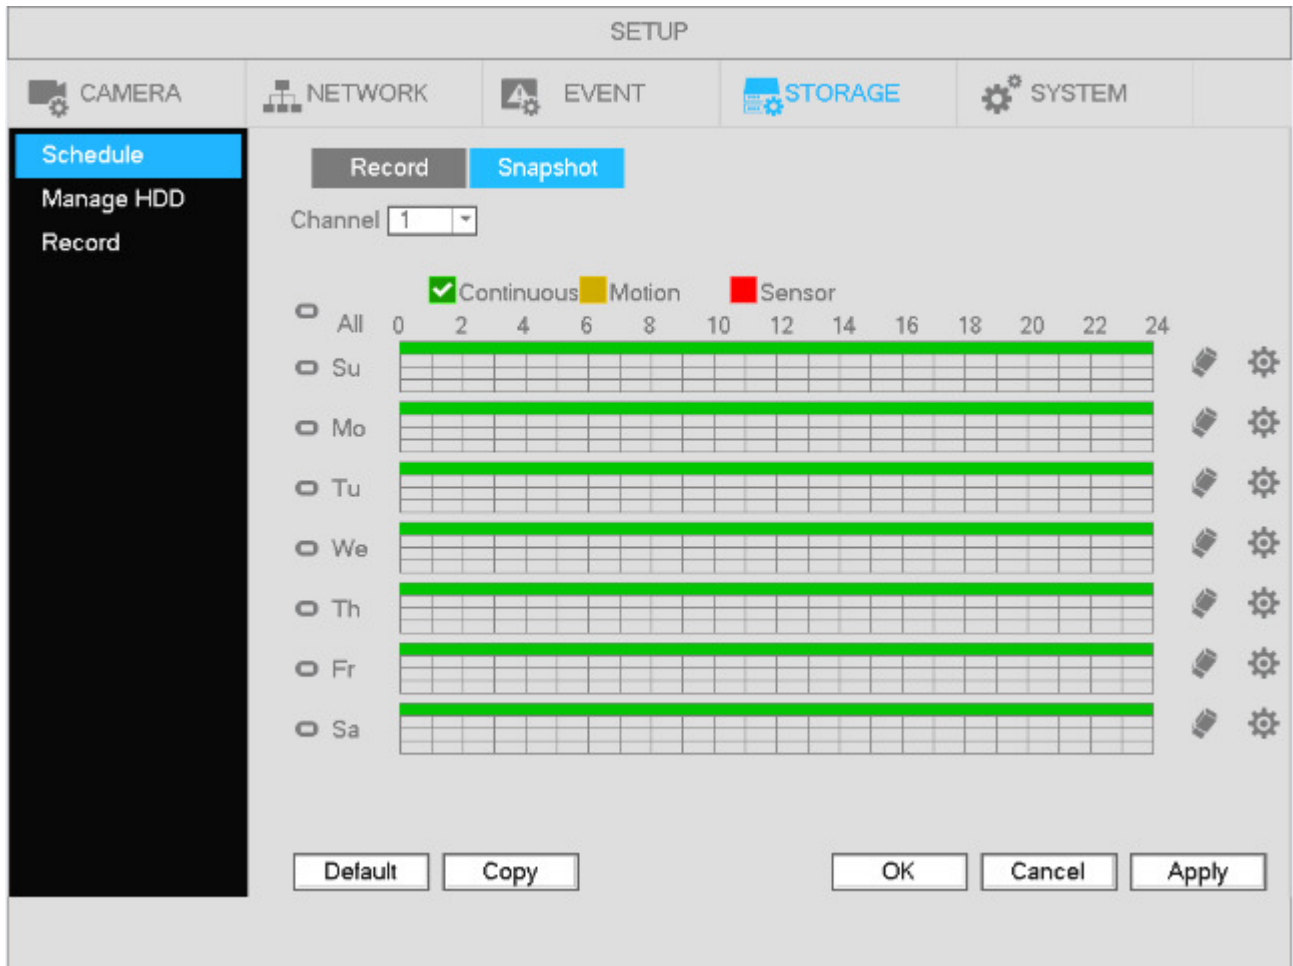 SETUP
CAMERA NETWORK EVENT STORAGE SYSTEM
Schedule
Manage HDD
Record
Record Snapshot
Channel 1
Continuous Motion Sensor
All 0 2 4 6 8 10 12 14 16 18 20 22 24
Su
Mo
Tu
We
Th
Fr
Sa
Default Copy OK Cancel Apply